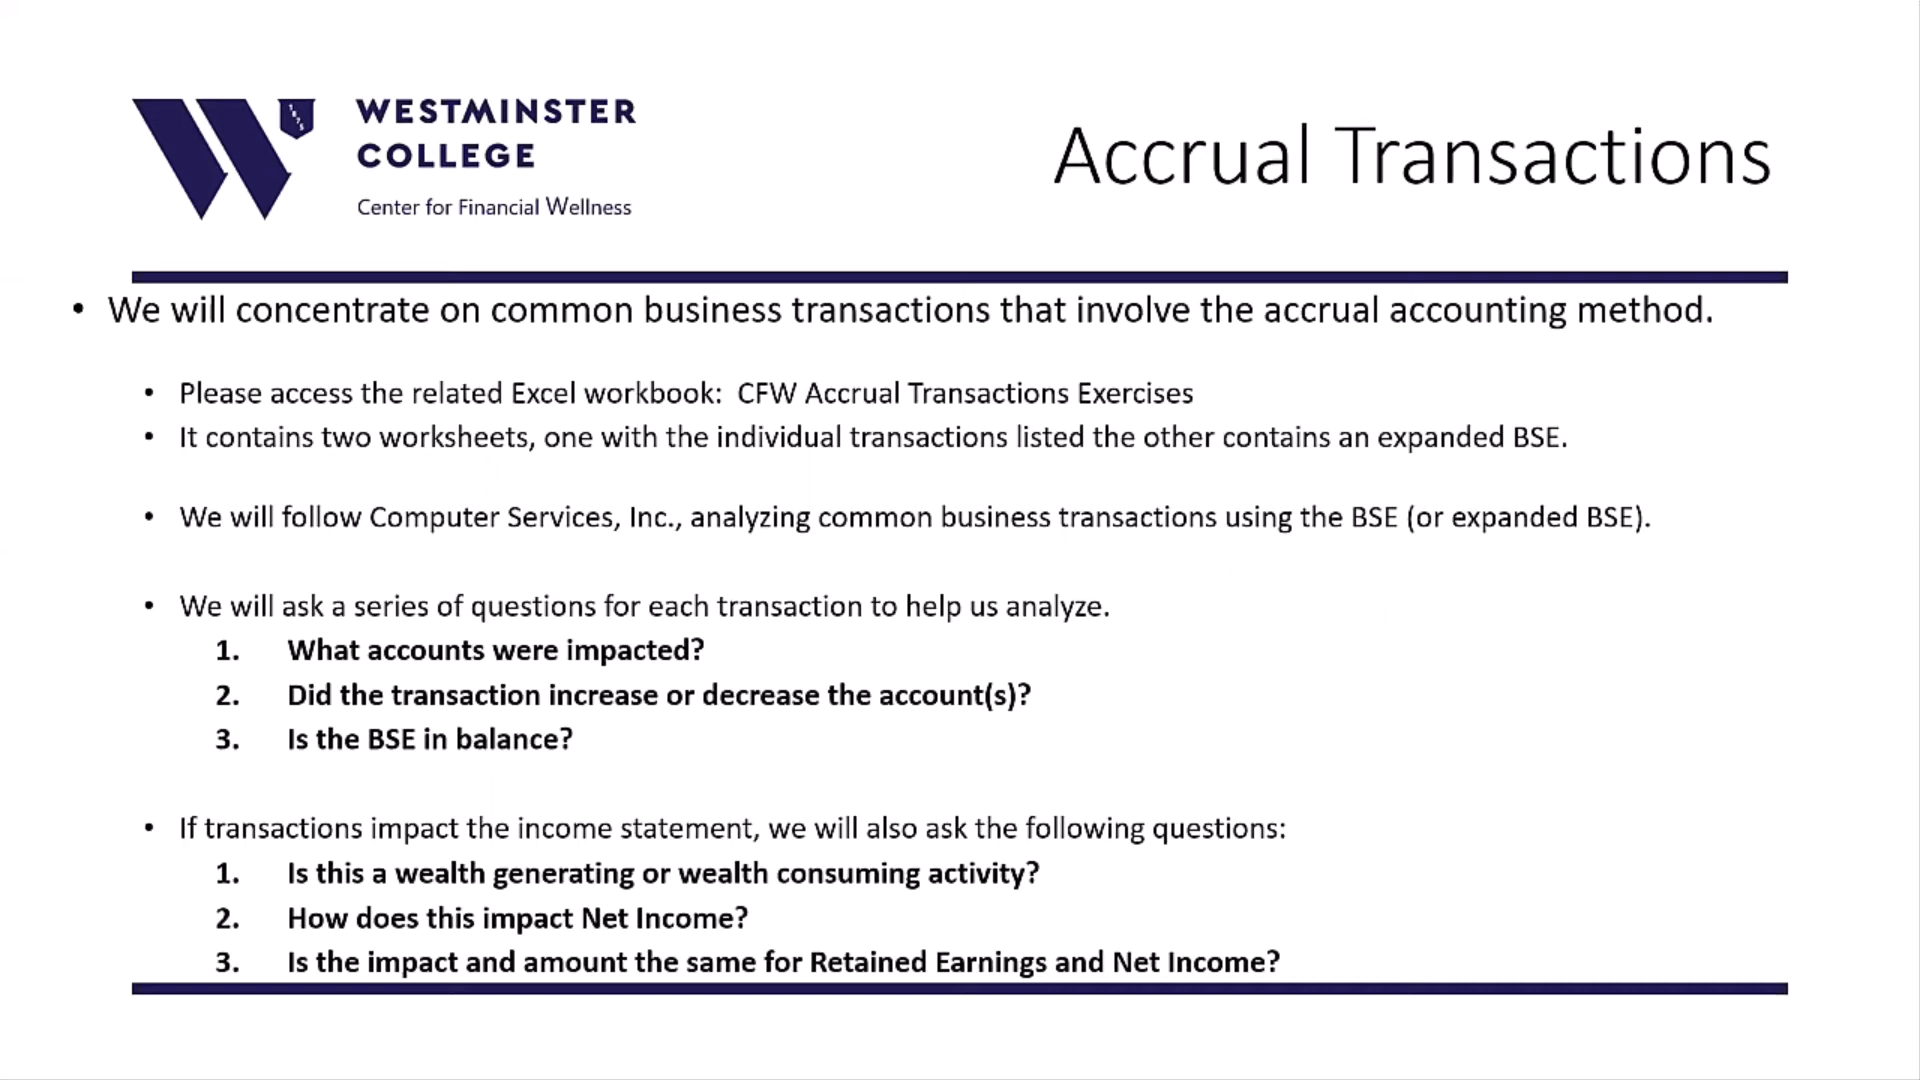 WESTMINSTER
COLLEGE
Center for Financial Wellness
1875
Accrual Transactions
• We will concentrate on common business transactions that involve the accrual accounting method.
• Please access the related Excel workbook:  CFW Accrual Transactions Exercises
• It contains two worksheets, one with the individual transactions listed the other contains an expanded BSE.
• We will follow Computer Services, Inc., analyzing common business transactions using the BSE (or expanded BSE).
• We will ask a series of questions for each transaction to help us analyze.
1. What accounts were impacted?
2. Did the transaction increase or decrease the account(s)?
3. Is the BSE in balance?
• If transactions impact the income statement, we will also ask the following questions:
1. Is this a wealth generating or wealth consuming activity?
2. How does this impact Net Income?
3. Is the impact and amount the same for Retained Earnings and Net Income?